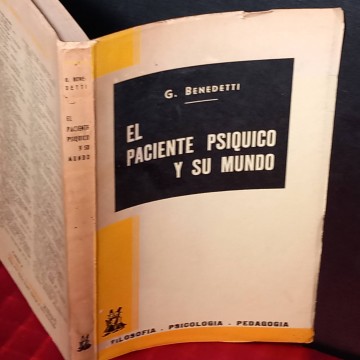 G. BENEDETTI
EL
PACIENTE PSIQUICO
Y SU MUNDO
FILOSOFIA - PSICOLOGIA - PEDAGOGIA
G. BENE
DETTI
EL
PACIENTE
PSIQUICO
Y SU
MUNDO